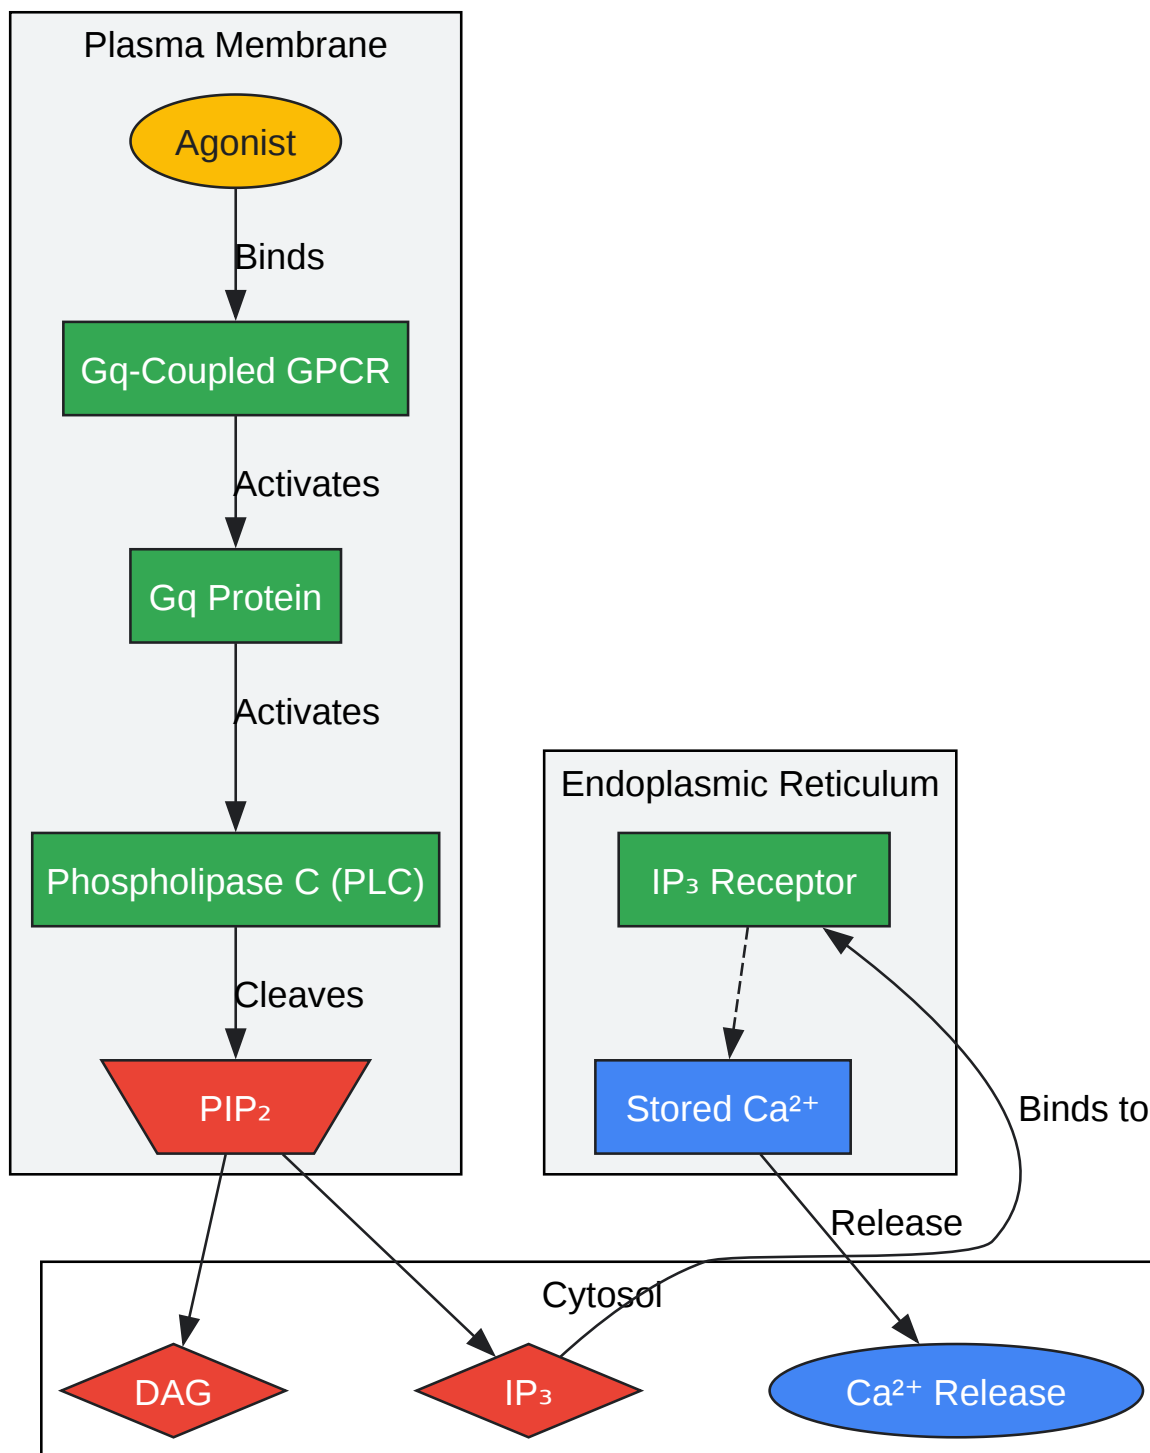 Plasma Membrane
Agonist
Binds
Gq-Coupled GPCR
Activates
Gq Protein
Activates
Phospholipase C (PLC)
Cleaves
PIP₂
Endoplasmic Reticulum
IP₃ Receptor
Stored Ca²⁺
Binds to
Release
Cytosol
DAG
IP₃
Ca²⁺ Release